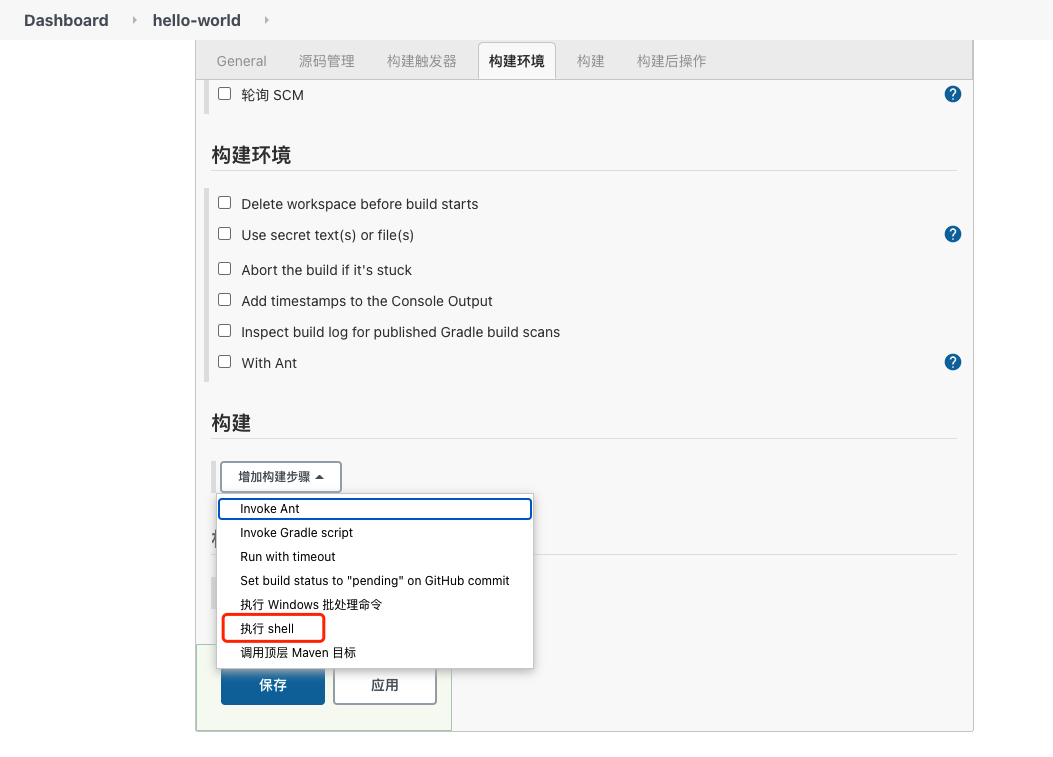 Dashboard hello-world
General 源码管理 构建触发器 构建环境 构建 构建后操作
轮询 SCM
构建环境
Delete workspace before build starts
Use secret text(s) or file(s)
Abort the build if it's stuck
Add timestamps to the Console Output
Inspect build log for published Gradle build scans
With Ant
构建
增加构建步骤
Invoke Ant
Invoke Gradle script
Run with timeout
Set build status to "pending" on GitHub commit
执行 Windows 批处理命令
执行 shell
调用顶层 Maven 目标
保存 应用